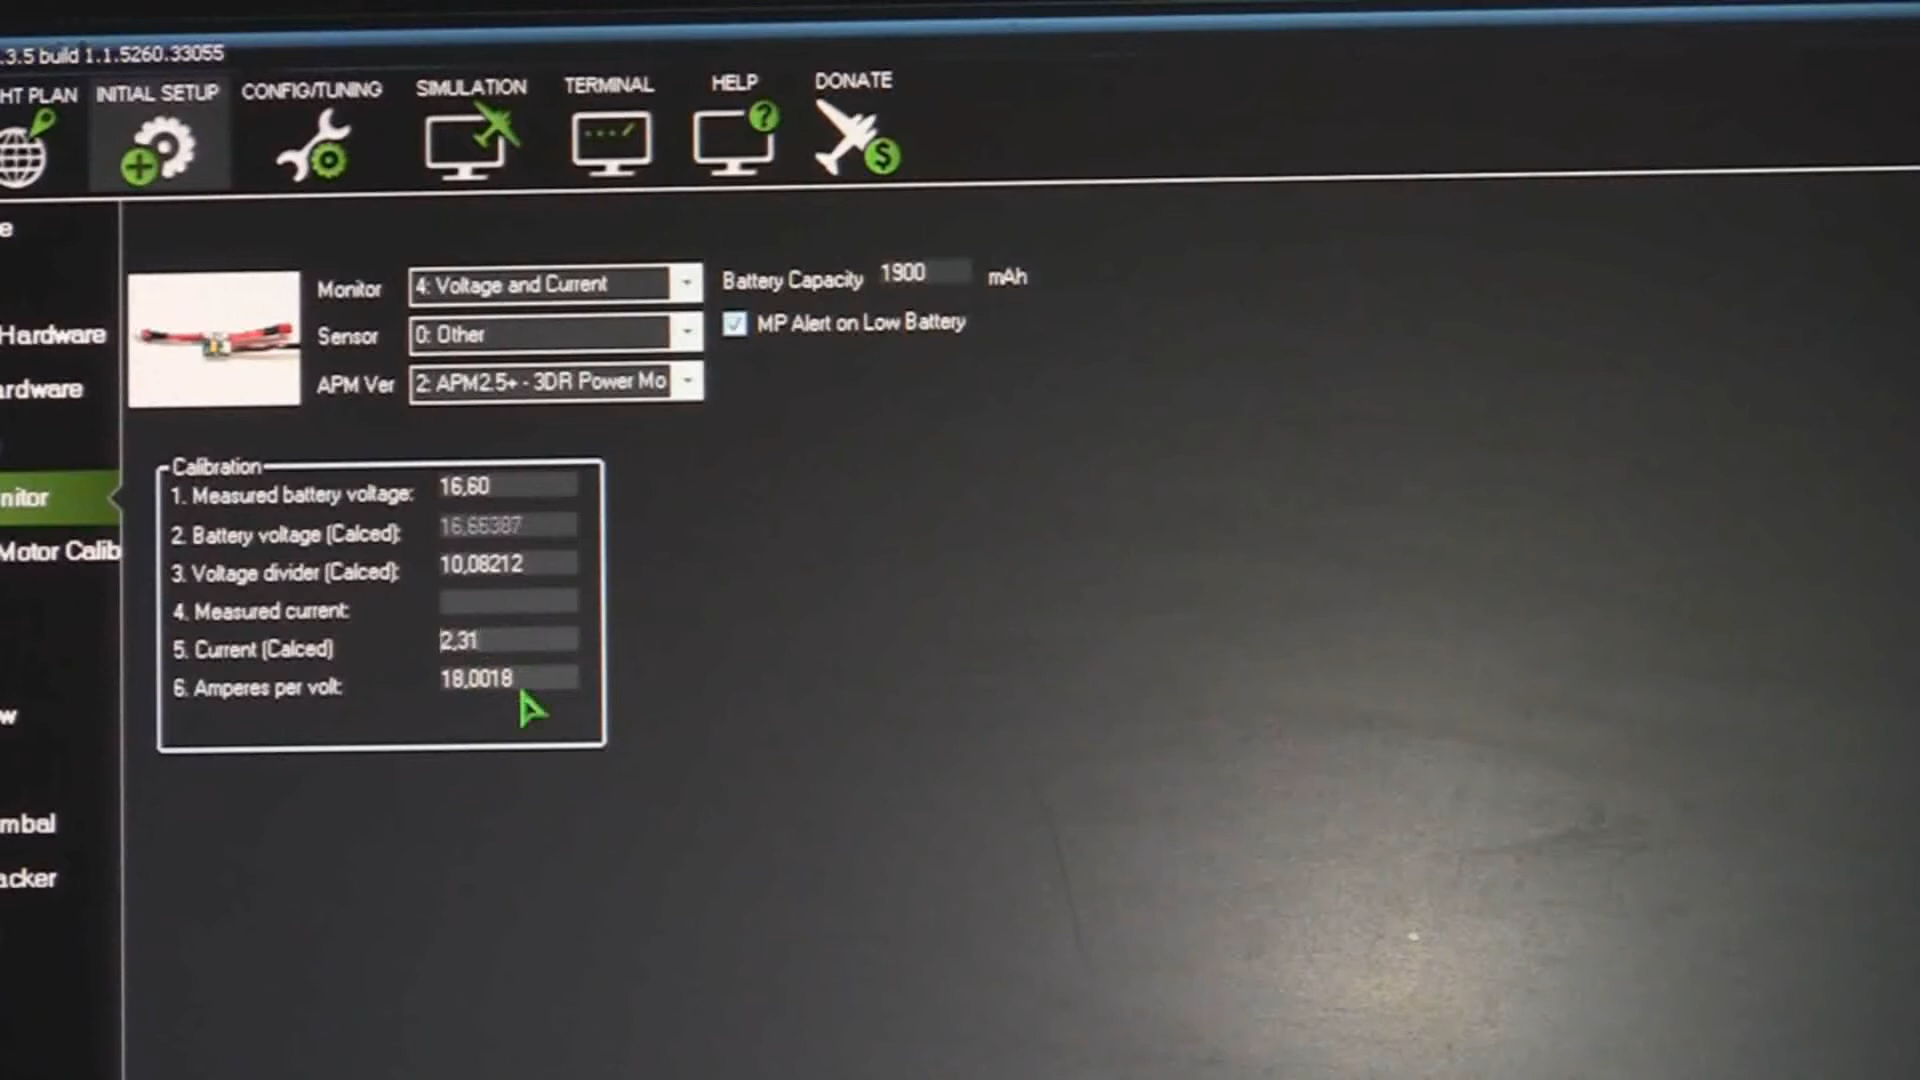 .3.5 build 1.1.5260.33055
HT PLAN INITIAL SETUP CONFIG/TUNING SIMULATION TERMINAL HELP DONATE
e
Hardware
ardware
nitor
Motor Calib
w
mbal
acker
Monitor 4: Voltage and Current Battery Capacity 1900 mAh
Sensor 0: Other MP Alert on Low Battery
APM Ver 2: APM2.5+ - 3DR Power Mo
Calibration
1. Measured battery voltage: 16,60
2. Battery voltage (Calced): 16,66387
3. Voltage divider (Calced): 10,08212
4. Measured current:
5. Current (Calced) 2,31
6. Amperes per volt: 18,0018